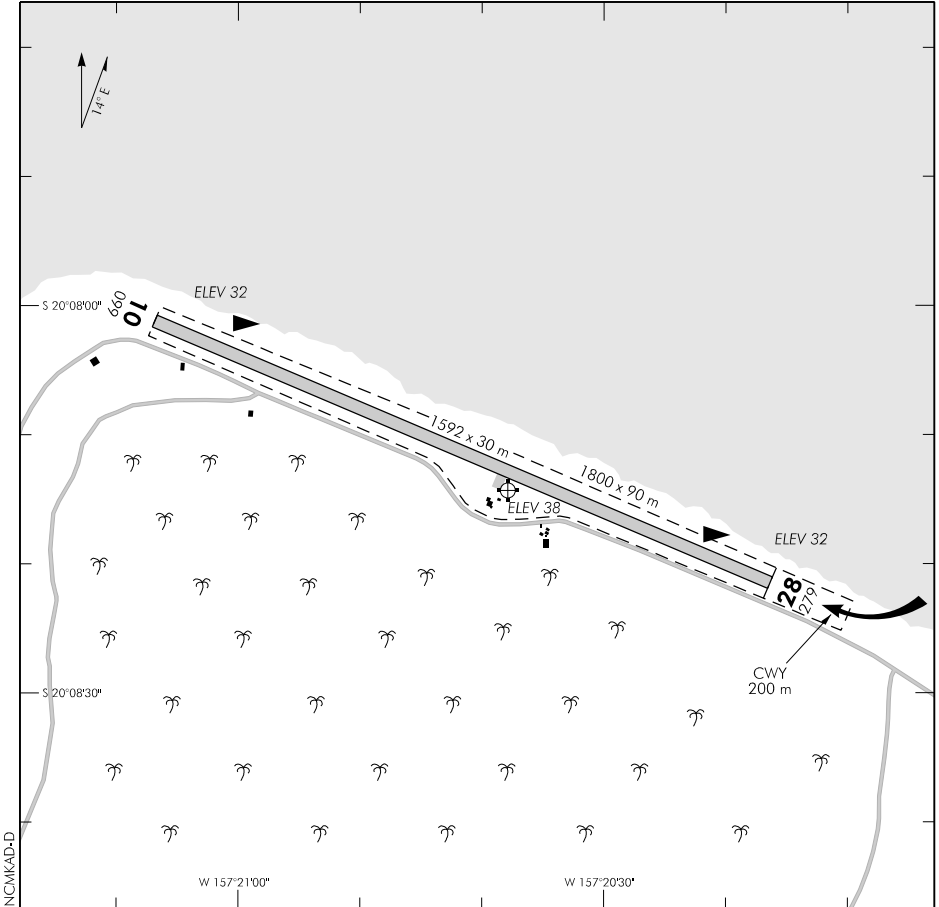 14° E
S 20°08'00"
099
10
ELEV 32
1592 x 30 m
1800 x 90 m
ELEV 38
ELEV 32
28
279
CWY
200 m
S 20°08'30"
W 157°21'00"
W 157°20'30"
NCMKAD-D